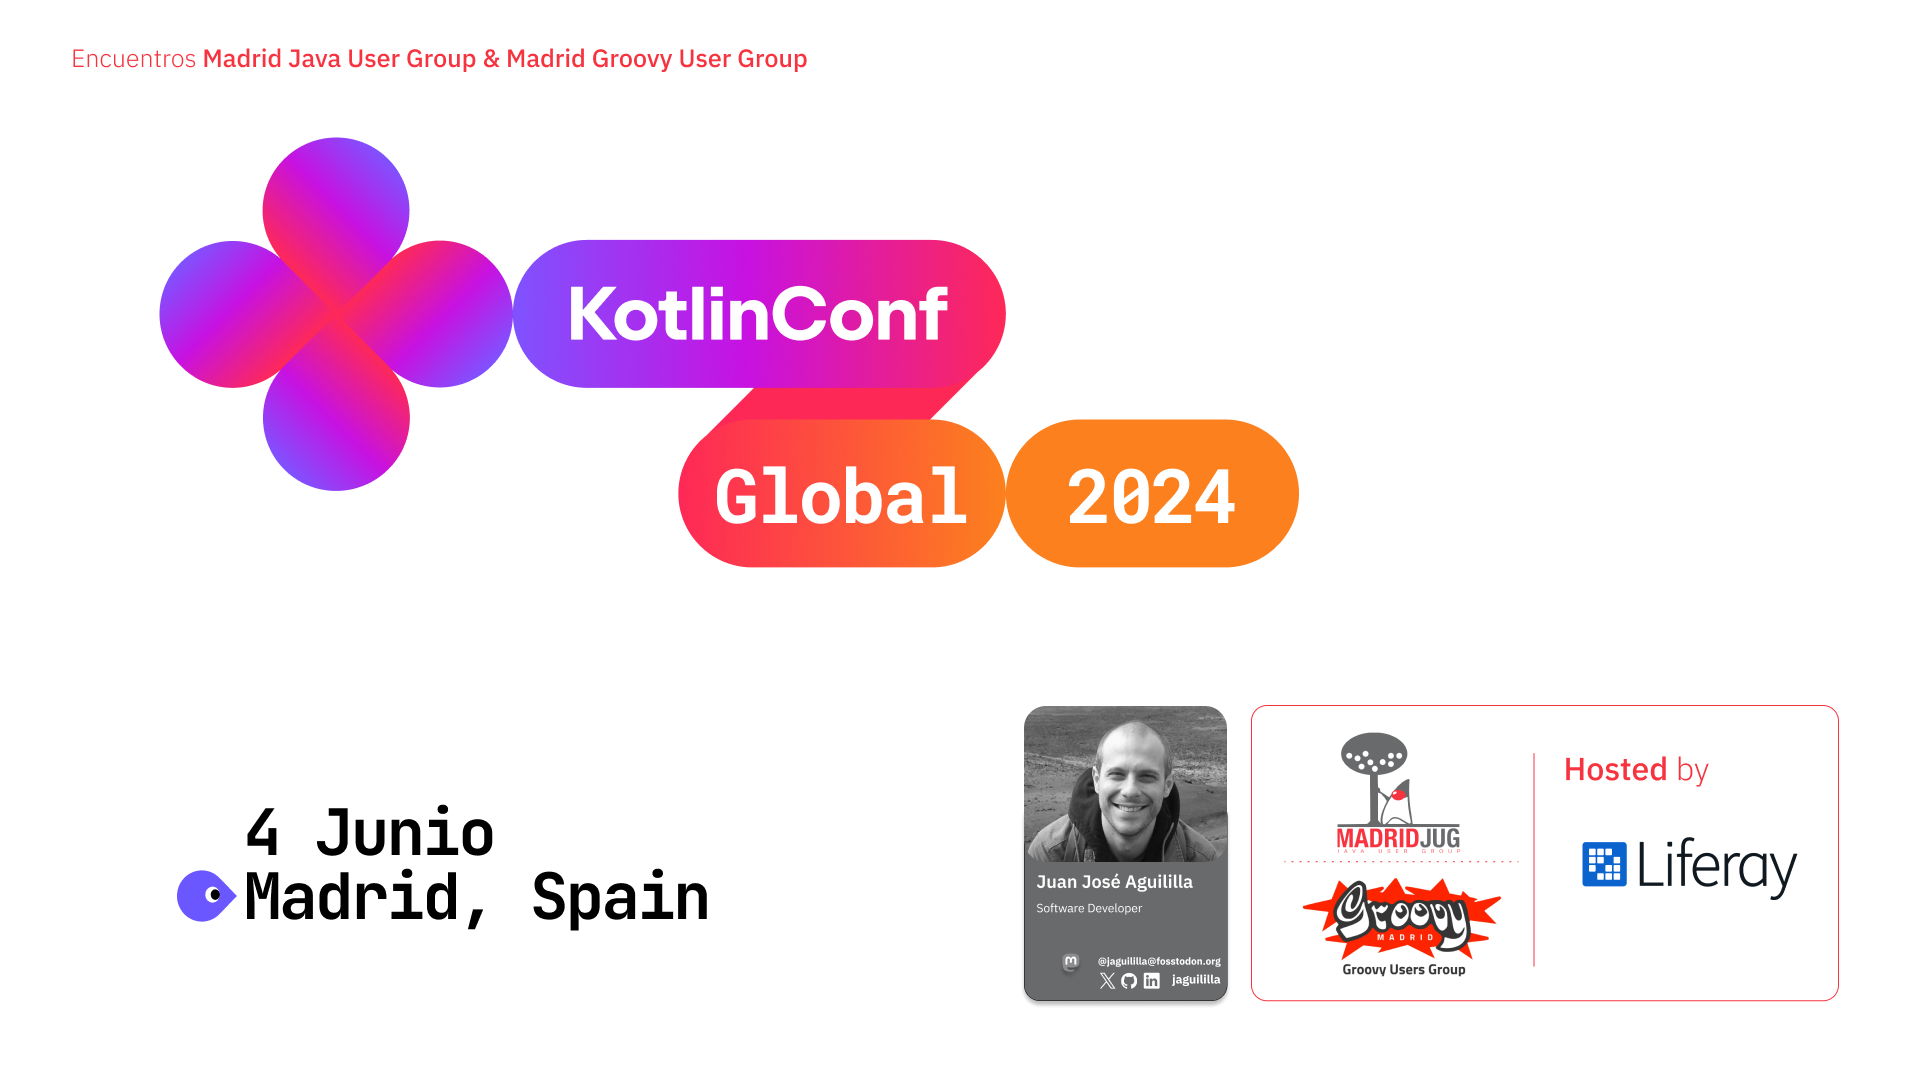 Encuentros Madrid Java User Group & Madrid Groovy User Group
KotlinConf
Global 2024
4 Junio
Madrid, Spain
Juan José Aguililla
Software Developer
@jaguililla@fosstodon.org
jaguililla
MADRIDJUG
JAVA USER GROUP
Groovy
MADRID
Groovy Users Group
Hosted by
Liferay